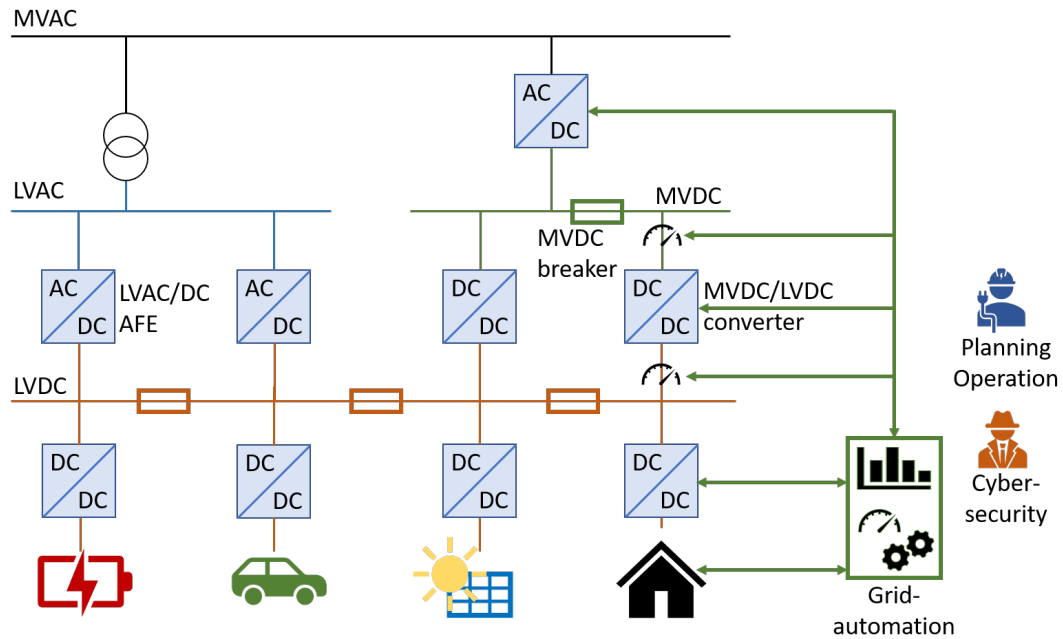 MVAC
AC
DC
LVAC
MVDC
MVDC
breaker
AC
DC
LVAC/DC
AFE
AC
DC
DC
DC
DC
DC
MVDC/LVDC
converter
Planning
Operation
LVDC
DC
DC
DC
DC
DC
DC
DC
DC
Cyber-
security
Grid-
automation